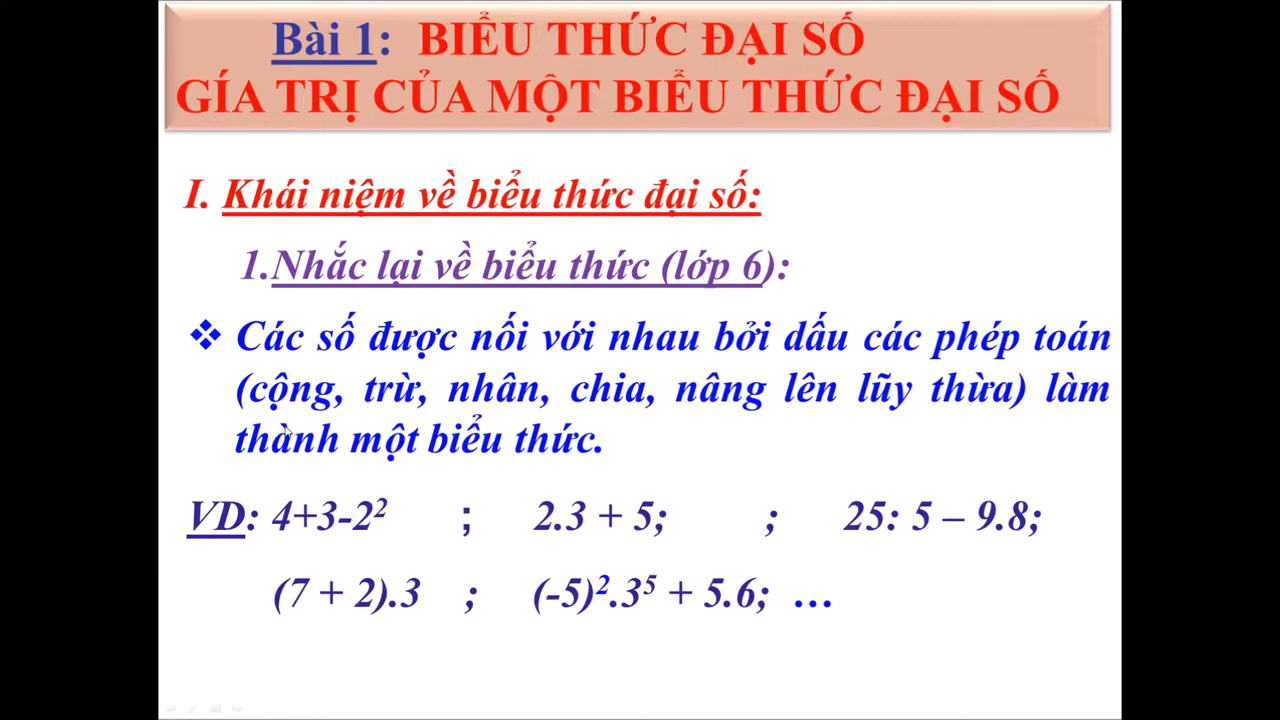 Bài 1: BIỂU THỨC ĐẠI SỐ
GÍA TRỊ CỦA MỘT BIỂU THỨC ĐẠI SỐ
I. Khái niệm về biểu thức đại số:
1.Nhắc lại về biểu thức (lớp 6):
❖ Các số được nối với nhau bởi dấu các phép toán
(cộng, trừ, nhân, chia, nâng lên lũy thừa) làm
thành một biểu thức.
VD: 4+3-2² ; 2.3 + 5; ; 25: 5 – 9.8;
(7 + 2).3 ; (-5)².3⁵ + 5.6; …